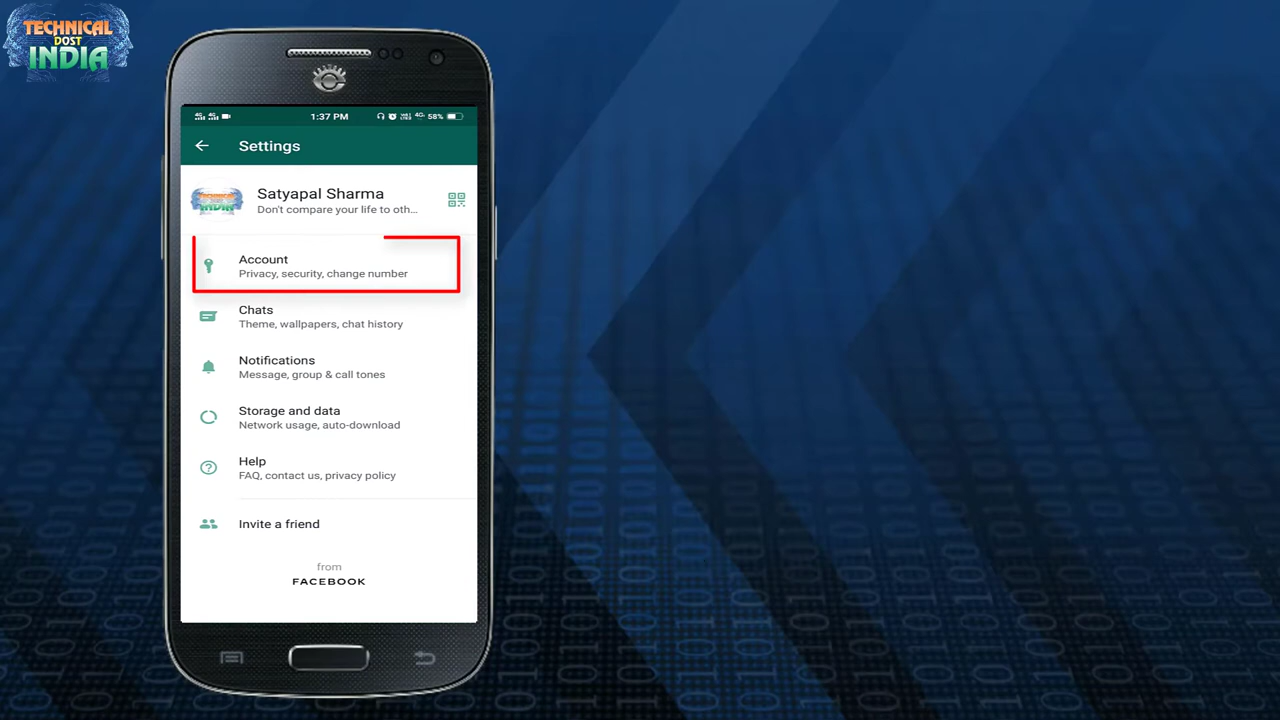 TECHNICAL
DOST
INDIA
1:37 PM
4G 58%
Settings
Satyapal Sharma
Don't compare your life to oth...
Account
Privacy, security, change number
Chats
Theme, wallpapers, chat history
Notifications
Message, group & call tones
Storage and data
Network usage, auto-download
Help
FAQ, contact us, privacy policy
Invite a friend
from
FACEBOOK